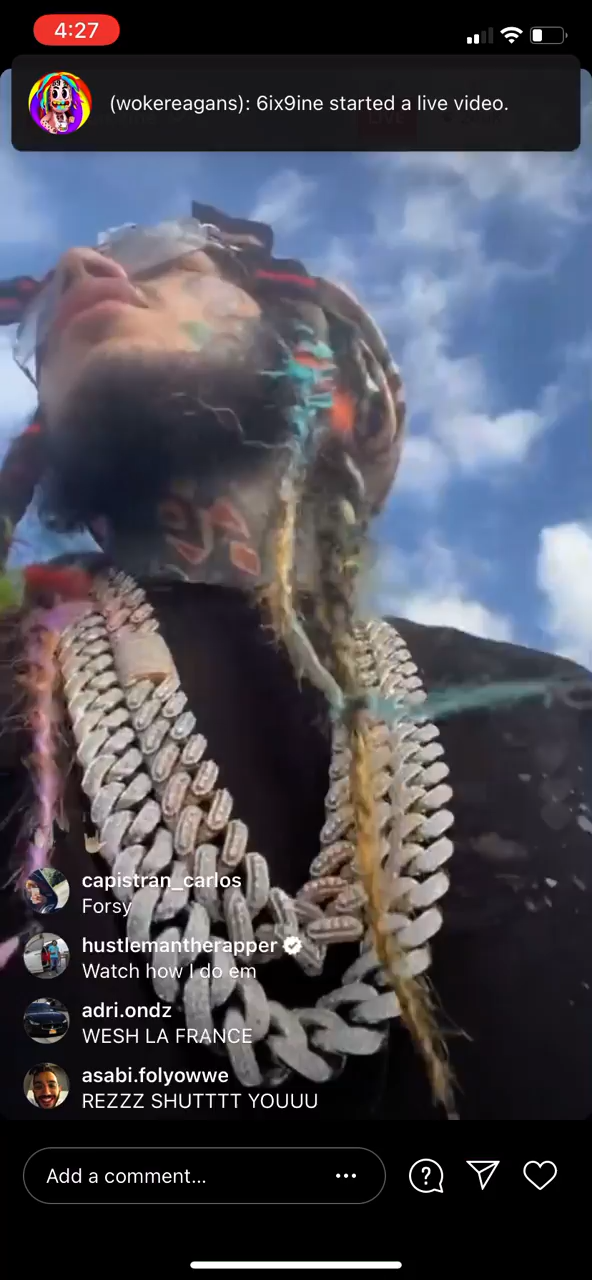 4:27
(wokereagans): 6ix9ine started a live video.
LIVE
capistran_carlos
Forsy
hustlemantherapper
Watch how I do em
adri.ondz
WESH LA FRANCE
asabi.folyowwe
REZZZ SHUTTTT YOUUU
Add a comment...